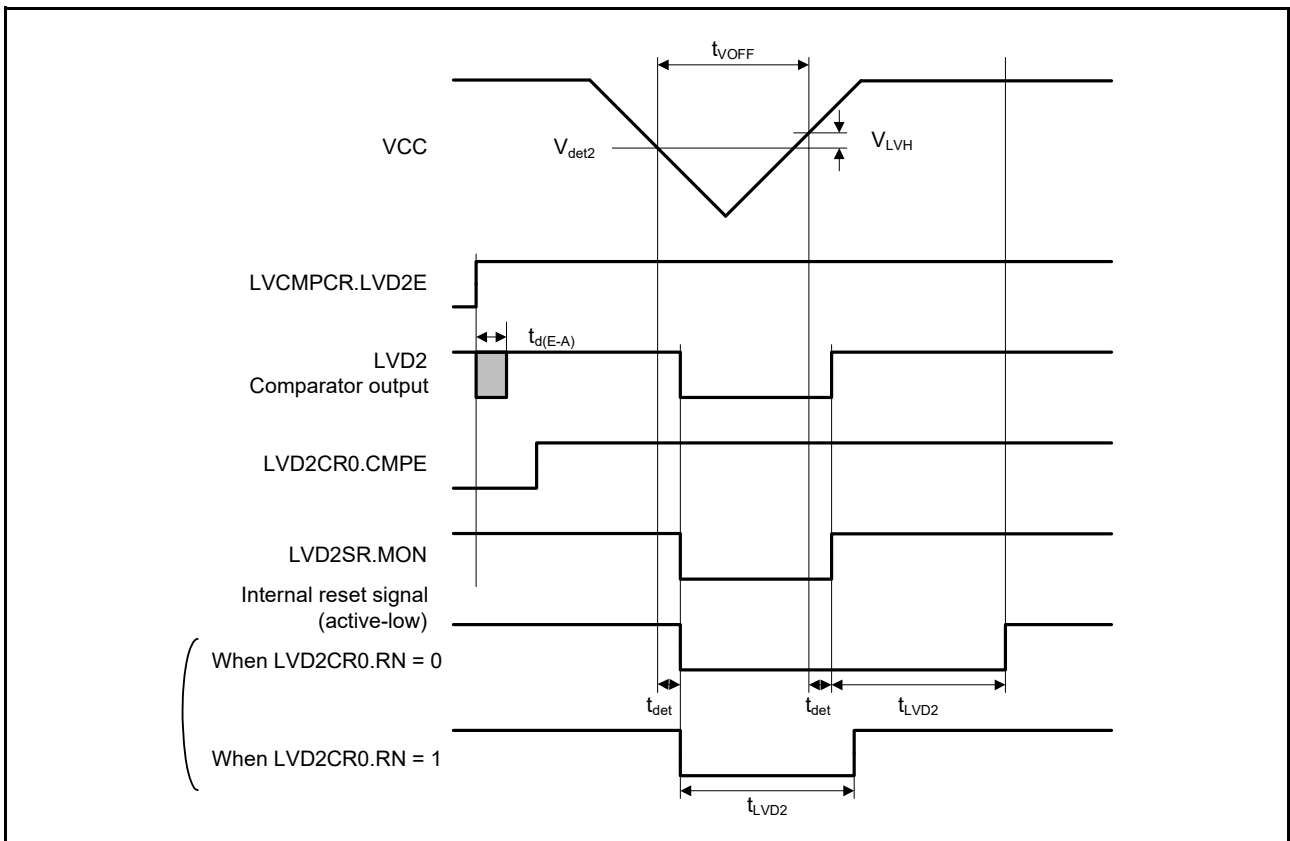 tVOFF
VCC
Vdet2
VLVH
LVCMPCR.LVD2E
td(E-A)
LVD2
Comparator output
LVD2CR0.CMPE
LVD2SR.MON
Internal reset signal
(active-low)
When LVD2CR0.RN = 0
tdet
tdet
tLVD2
When LVD2CR0.RN = 1
tLVD2